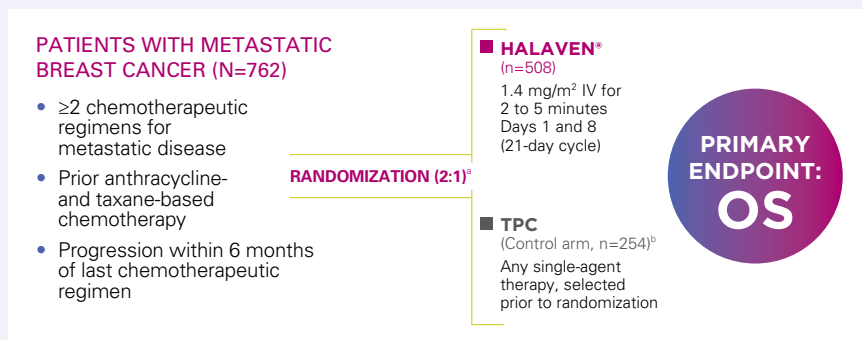 PATIENTS WITH METASTATIC
BREAST CANCER (N=762)
• ≥2 chemotherapeutic
regimens for
metastatic disease
• Prior anthracycline-
and taxane-based
chemotherapy
• Progression within 6 months
of last chemotherapeutic
regimen
RANDOMIZATION (2:1)ᵃ
HALAVEN®
(n=508)
1.4 mg/m² IV for
2 to 5 minutes
Days 1 and 8
(21-day cycle)
TPC
(Control arm, n=254)ᵇ
Any single-agent
therapy, selected
prior to randomization
PRIMARY
ENDPOINT:
OS